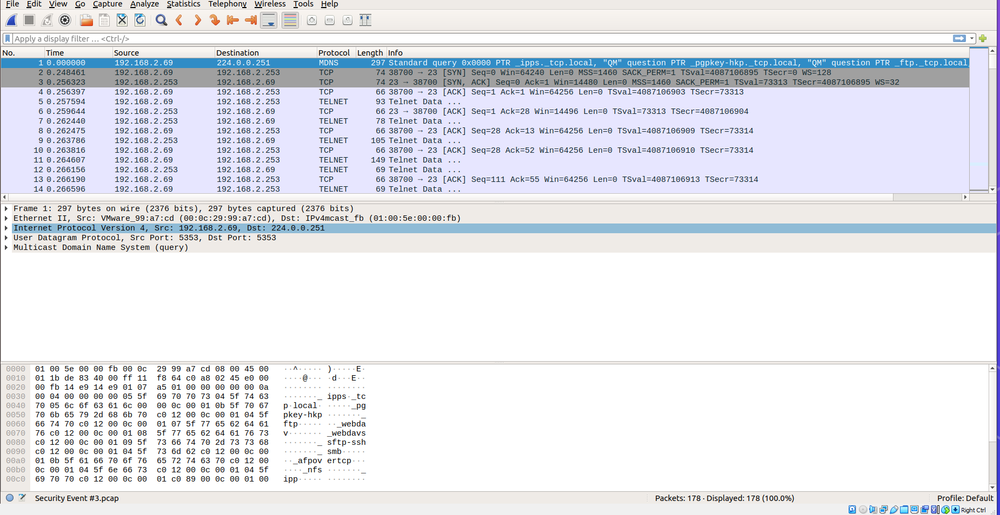 File Edit View Go Capture Analyze Statistics Telephony Wireless Tools Help
Apply a display filter … <Ctrl-/>
No. Time Source Destination Protocol Length Info
1 0.000000 192.168.2.69 224.0.0.251 MDNS 297 Standard query 0x0000 PTR _ipps._tcp.local, "QM" question PTR _pgpkey-hkp._tcp.local, "QM" question PTR _ftp._tcp.local,
2 0.248461 192.168.2.69 192.168.2.253 TCP 74 38700 → 23 [SYN] Seq=0 Win=64240 Len=0 MSS=1460 SACK_PERM=1 TSval=4087106895 TSecr=0 WS=128
3 0.256323 192.168.2.253 192.168.2.69 TCP 74 23 → 38700 [SYN, ACK] Seq=0 Ack=1 Win=14480 Len=0 MSS=1460 SACK_PERM=1 TSval=73313 TSecr=4087106895 WS=32
4 0.256397 192.168.2.69 192.168.2.253 TCP 66 38700 → 23 [ACK] Seq=1 Ack=1 Win=64256 Len=0 TSval=4087106903 TSecr=73313
5 0.257594 192.168.2.69 192.168.2.253 TELNET 93 Telnet Data ...
6 0.259644 192.168.2.253 192.168.2.69 TCP 66 23 → 38700 [ACK] Seq=1 Ack=28 Win=14496 Len=0 TSval=73313 TSecr=4087106904
7 0.262440 192.168.2.253 192.168.2.69 TELNET 78 Telnet Data ...
8 0.262475 192.168.2.69 192.168.2.253 TCP 66 38700 → 23 [ACK] Seq=28 Ack=13 Win=64256 Len=0 TSval=4087106909 TSecr=73314
9 0.263786 192.168.2.253 192.168.2.69 TELNET 105 Telnet Data ...
10 0.263816 192.168.2.69 192.168.2.253 TCP 66 38700 → 23 [ACK] Seq=28 Ack=52 Win=64256 Len=0 TSval=4087106910 TSecr=73314
11 0.264607 192.168.2.69 192.168.2.253 TELNET 149 Telnet Data ...
12 0.266156 192.168.2.253 192.168.2.69 TELNET 69 Telnet Data ...
13 0.266190 192.168.2.69 192.168.2.253 TCP 66 38700 → 23 [ACK] Seq=111 Ack=55 Win=64256 Len=0 TSval=4087106913 TSecr=73314
14 0.266596 192.168.2.69 192.168.2.253 TELNET 69 Telnet Data ...
Frame 1: 297 bytes on wire (2376 bits), 297 bytes captured (2376 bits)
Ethernet II, Src: VMware_99:a7:cd (00:0c:29:99:a7:cd), Dst: IPv4mcast_fb (01:00:5e:00:00:fb)
Internet Protocol Version 4, Src: 192.168.2.69, Dst: 224.0.0.251
User Datagram Protocol, Src Port: 5353, Dst Port: 5353
Multicast Domain Name System (query)
0000 01 00 5e 00 00 fb 00 0c 29 99 a7 cd 08 00 45 00 ··^····· )·····E·
0010 01 1b de 83 40 00 ff 11 f8 64 c0 a8 02 45 e0 00 ····@··· ·d···E··
0020 00 fb 14 e9 14 e9 01 07 a5 01 00 00 00 00 00 0a ········ ········
0030 00 04 00 00 00 00 05 5f 69 70 70 73 04 5f 74 63 ·······_ ipps·_tc
0040 70 05 6c 6f 63 61 6c 00 00 0c 00 01 0b 5f 70 67 p·local· ·····_pg
0050 70 6b 65 79 2d 68 6b 70 c0 12 00 0c 00 01 04 5f pkey-hkp ·······_
0060 66 74 70 c0 12 00 0c 00 01 07 5f 77 65 62 64 61 ftp····· ··_webda
0070 76 c0 12 00 0c 00 01 08 5f 77 65 62 64 61 76 73 v······· _webdavs
0080 c0 12 00 0c 00 01 09 5f 73 66 74 70 2d 73 73 68 ·······_ sftp-ssh
0090 c0 12 00 0c 00 01 04 5f 73 6d 62 c0 12 00 0c 00 ·······_ smb·····
00a0 01 0b 5f 61 66 70 6f 76 65 72 74 63 70 c0 12 00 ··_afpov ertcp···
00b0 0c 00 01 04 5f 6e 66 73 c0 12 00 0c 00 01 04 5f ····_nfs ·······_
00c0 69 70 70 c0 12 00 0c 00 01 c0 89 00 0c 00 01 00 ipp····· ········
Security Event #3.pcap Packets: 178 · Displayed: 178 (100.0%) Profile: Default
Right Ctrl